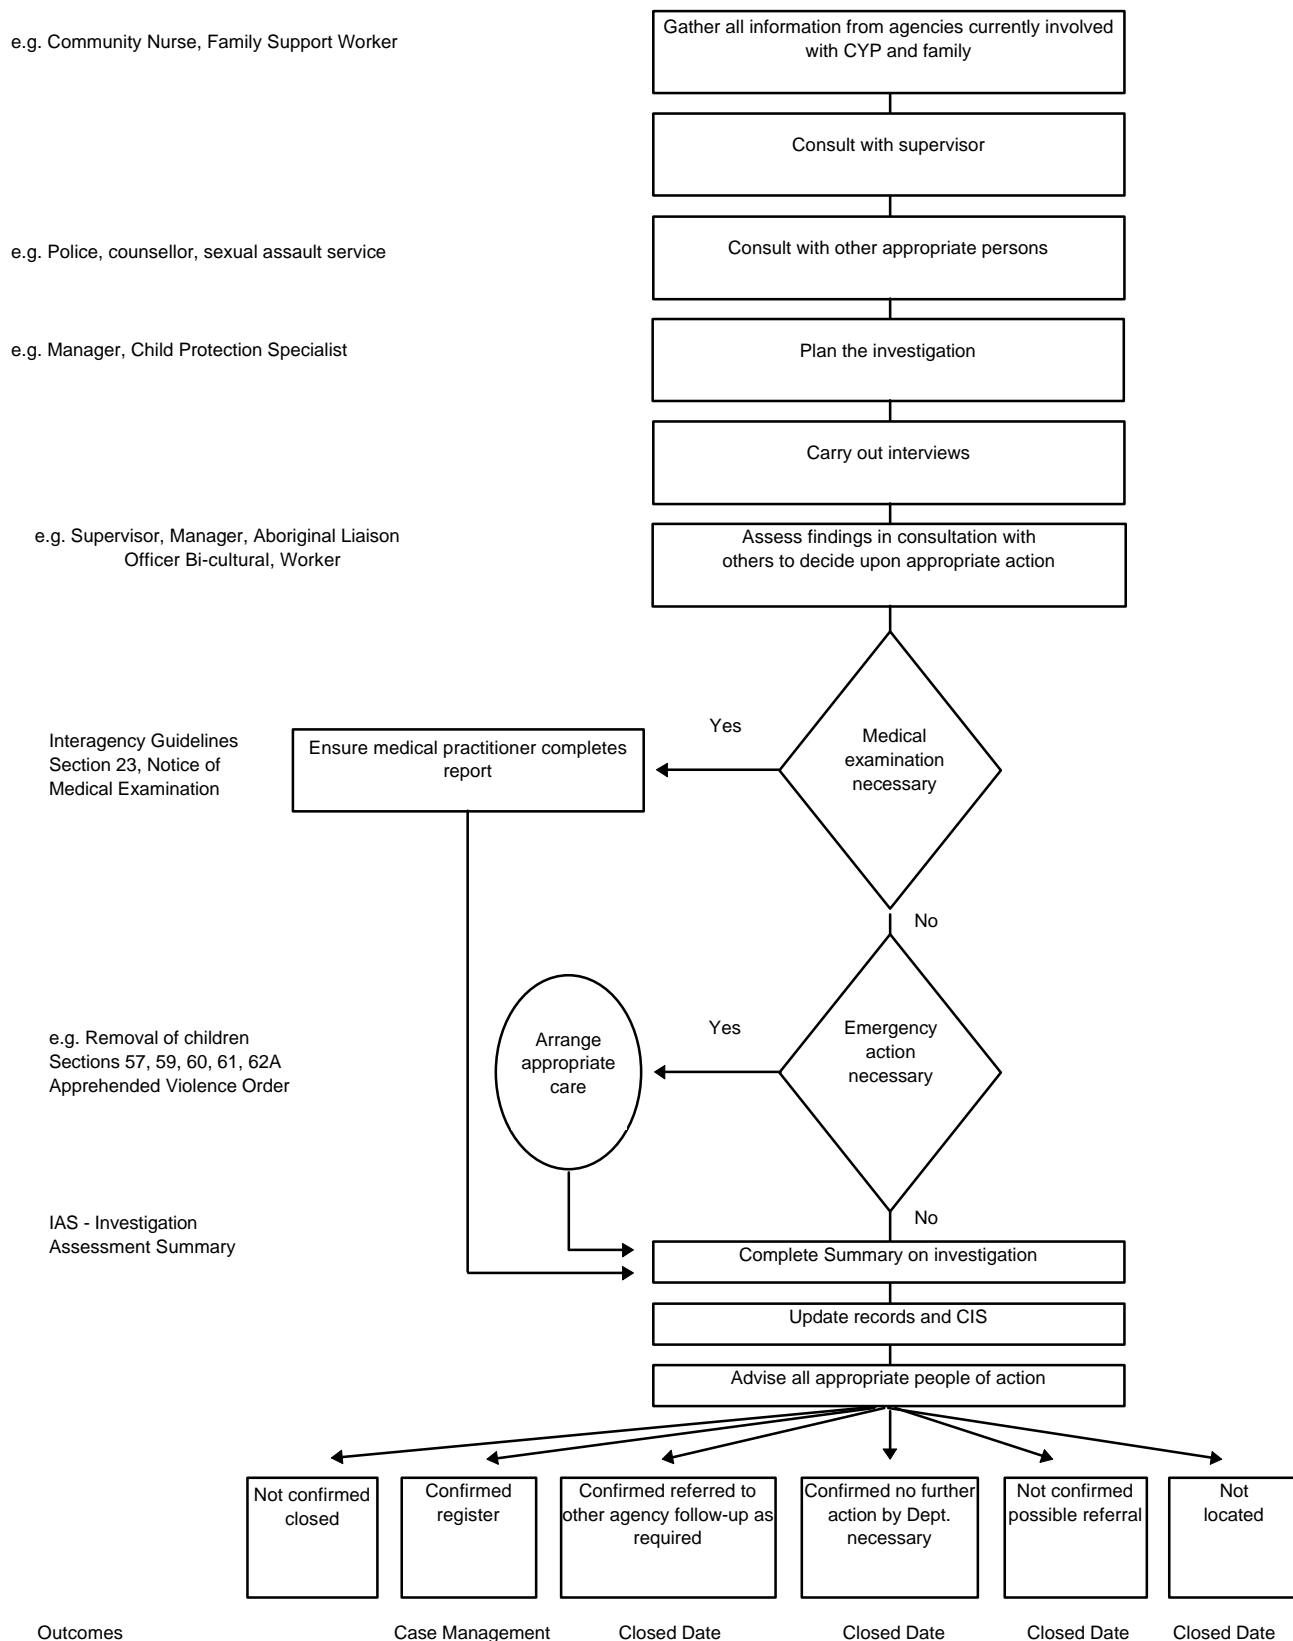 e.g. Community Nurse, Family Support Worker
Gather all information from agencies currently involved
with CYP and family
Consult with supervisor
e.g. Police, counsellor, sexual assault service
Consult with other appropriate persons
e.g. Manager, Child Protection Specialist
Plan the investigation
Carry out interviews
e.g. Supervisor, Manager, Aboriginal Liaison
Officer Bi-cultural, Worker
Assess findings in consultation with
others to decide upon appropriate action
Interagency Guidelines
Section 23, Notice of
Medical Examination
Ensure medical practitioner completes
report
Yes
Medical
examination
necessary
No
e.g. Removal of children
Sections 57, 59, 60, 61, 62A
Apprehended Violence Order
Arrange
appropriate
care
Yes
Emergency
action
necessary
No
IAS - Investigation
Assessment Summary
Complete Summary on investigation
Update records and CIS
Advise all appropriate people of action
Not confirmed
closed
Confirmed
register
Confirmed referred to
other agency follow-up as
required
Confirmed no further
action by Dept.
necessary
Not confirmed
possible referral
Not
located
Outcomes
Case Management
Closed Date
Closed Date
Closed Date
Closed Date